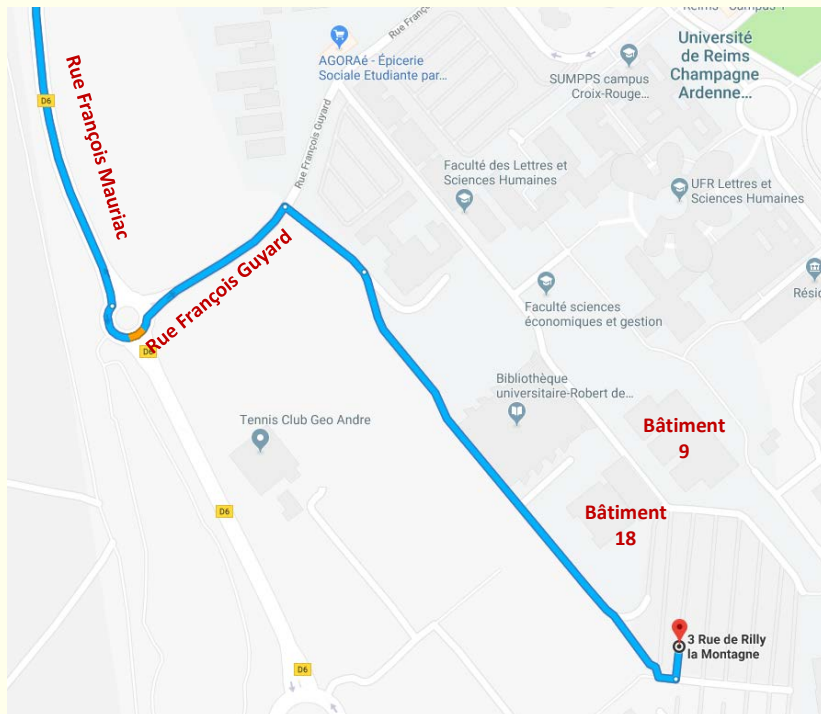 Reims - Campus 1
Université
de Reims
Champagne
Ardenne...
AGORAé - Épicerie
Sociale Etudiante par...
SUMPPS campus
Croix-Rouge...
Rue François Mauriac
D6
Rue François Guyard
Faculté des Lettres et
Sciences Humaines
UFR Lettres et
Sciences Humaines
Rue François Guyard
Faculté sciences
économiques et gestion
D6
Bibliothèque
universitaire-Robert de...
Tennis Club Geo Andre
Bâtiment
9
Bâtiment
18
D6
3 Rue de Rilly
la Montagne
D6